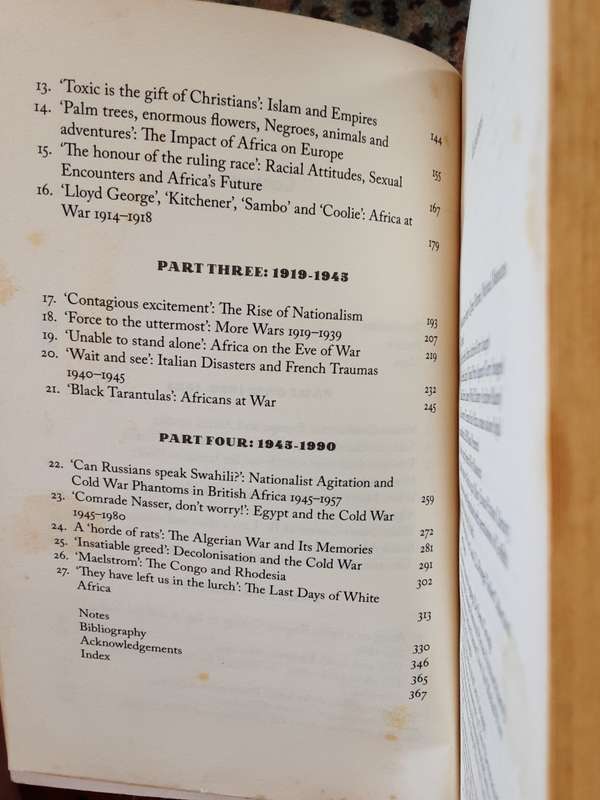 13. ‘Toxic is the gift of Christians’: Islam and Empires 144
14. ‘Palm trees, enormous flowers, Negroes, animals and
adventures’: The Impact of Africa on Europe 155
15. ‘The honour of the ruling race’: Racial Attitudes, Sexual
Encounters and Africa’s Future 167
16. ‘Lloyd George’, ‘Kitchener’, ‘Sambo’ and ‘Coolie’: Africa at
War 1914–1918 179
PART THREE: 1919-1945
17. ‘Contagious excitement’: The Rise of Nationalism 193
18. ‘Force to the uttermost’: More Wars 1919–1939 207
19. ‘Unable to stand alone’: Africa on the Eve of War 219
20. ‘Wait and see’: Italian Disasters and French Traumas
1940–1945 232
21. ‘Black Tarantulas’: Africans at War 245
PART FOUR: 1945-1990
22. ‘Can Russians speak Swahili?’: Nationalist Agitation and
Cold War Phantoms in British Africa 1945–1957 259
23. ‘Comrade Nasser, don’t worry!’: Egypt and the Cold War
1945–1980 272
24. A ‘horde of rats’: The Algerian War and Its Memories 281
25. ‘Insatiable greed’: Decolonisation and the Cold War 291
26. ‘Maelstrom’: The Congo and Rhodesia 302
27. ‘They have left us in the lurch’: The Last Days of White
Africa 313
Notes 330
Bibliography 346
Acknowledgements 365
Index 367